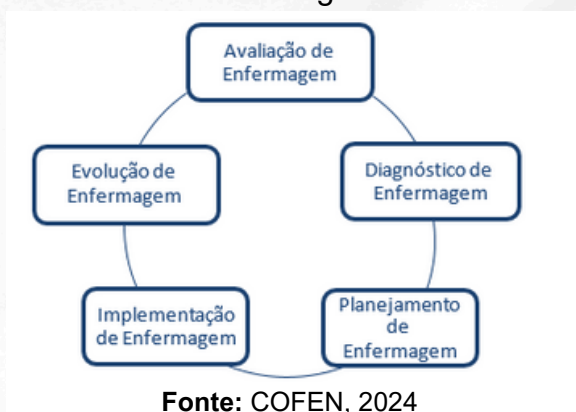 Avaliação de
Enfermagem
Evolução de
Enfermagem
Diagnóstico de
Enfermagem
Implementação
de Enfermagem
Planejamento
de
Enfermagem
Fonte: COFEN, 2024